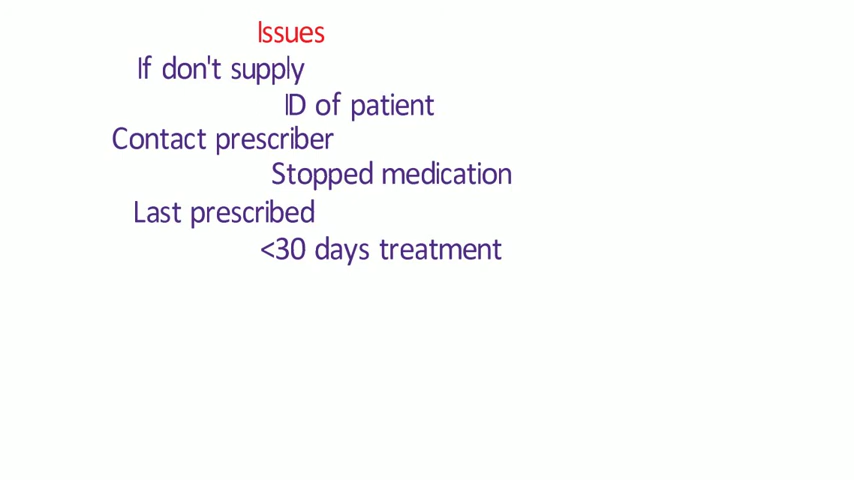 Issues
If don't supply
ID of patient
Contact prescriber
Stopped medication
Last prescribed
<30 days treatment